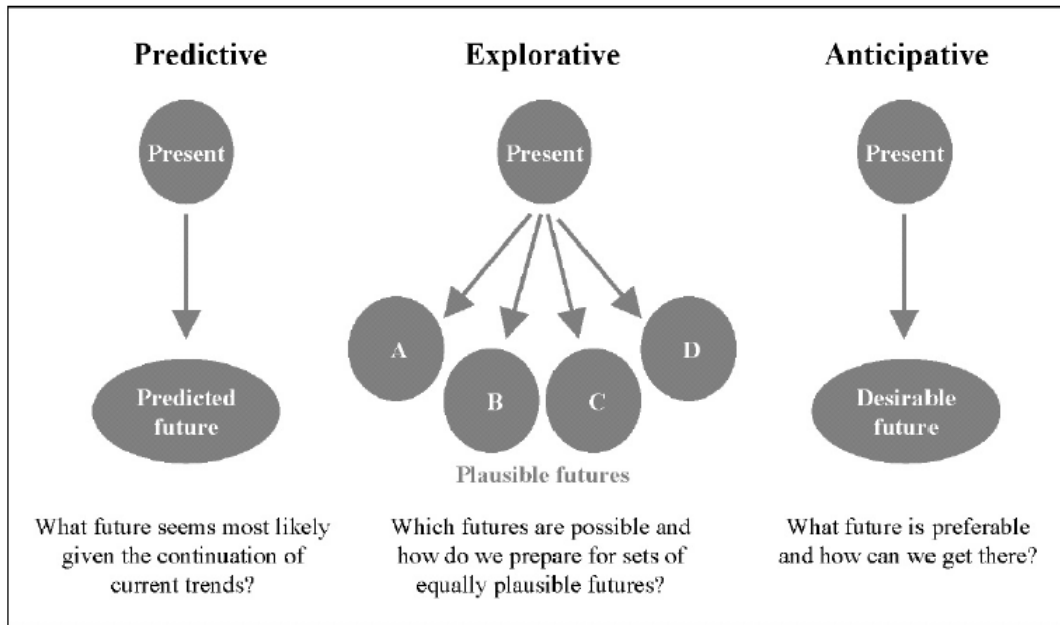 Predictive
Present
Predicted
future
What future seems most likely
given the continuation of
current trends?
Explorative
Present
A
B
C
D
Plausible futures
Which futures are possible and
how do we prepare for sets of
equally plausible futures?
Anticipative
Present
Desirable
future
What future is preferable
and how can we get there?